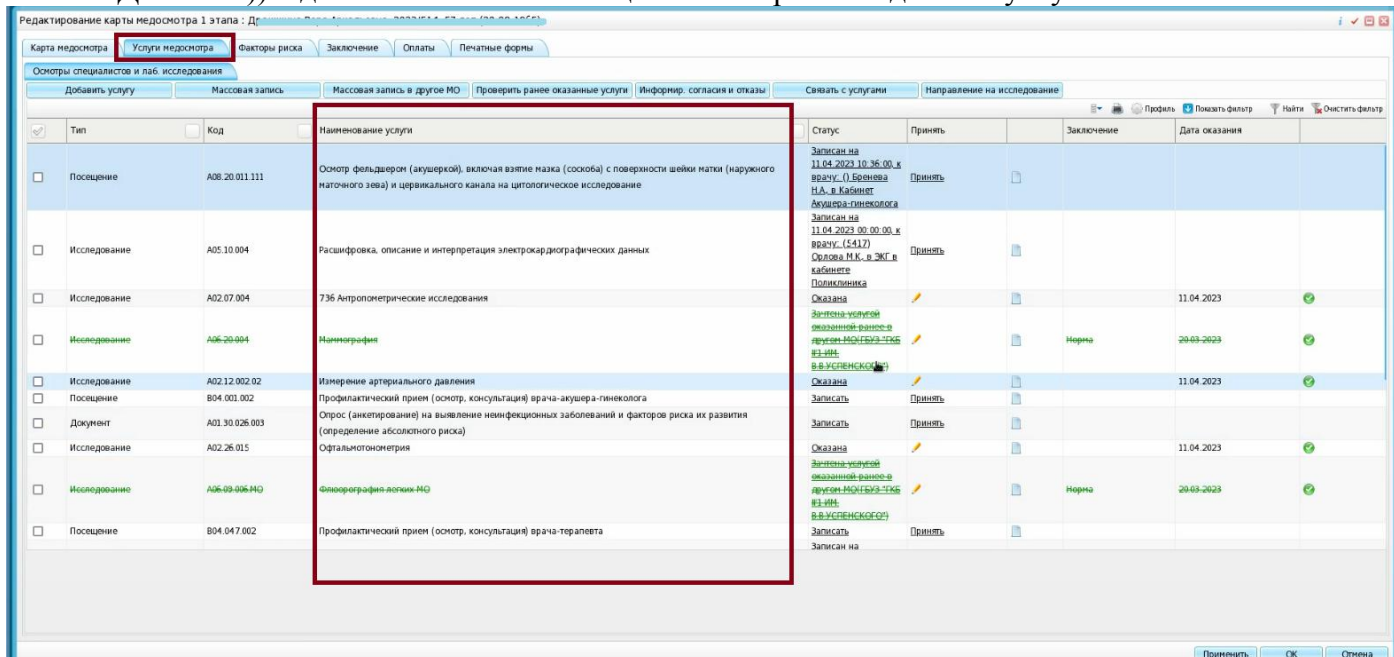 Редактирование карты медосмотра 1 этапа :
Карта медосмотра Услуги медосмотра Факторы риска Заключение Оплаты Печатные формы
Осмотры специалистов и лаб. исследования
Добавить услугу Массовая запись Массовая запись в другое МО Проверить ранее оказанные услуги Информир. согласия и отказы Связать с услугами Направление на исследование
Профиль Показать фильтр Найти Очистить фильтр
Тип Код Наименование услуги Статус Принять Заключение Дата оказания
Посещение A08.20.011.111 Осмотр фельдшером (акушеркой), включая взятие мазка (соскоба) с поверхности шейки матки (наружного
маточного зева) и цервикального канала на цитологическое исследование
Записан на
11.04.2023 10:36:00, к
врачу: () Бренева
Н.А., в Кабинет
Акушера-гинеколога
Принять
Исследование A05.10.004 Расшифровка, описание и интерпретация электрокардиографических данных
Записан на
11.04.2023 00:00:00, к
врачу: (5417)
Орлова М.К., в ЭКГ в
кабинете
Поликлиника
Принять
Исследование A02.07.004 736 Антропометрические исследования Оказана 11.04.2023
Исследование A06.20.004 Маммография
Зачтена услугой
оказанной ранее в
другом МО(ГБУЗ "ГКБ
№1 ИМ.
Норма 20.03.2023
Исследование A02.12.002.02 Измерение артериального давления Оказана 11.04.2023
Посещение B04.001.002 Профилактический прием (осмотр, консультация) врача-акушера-гинеколога Записать Принять
Документ A01.30.026.003 Опрос (анкетирование) на выявление неинфекционных заболеваний и факторов риска их развития
(определение абсолютного риска) Записать Принять
Исследование A02.26.015 Офтальмотонометрия Оказана 11.04.2023
Исследование A06.09.006.МО Флюорография легких МО
Зачтена услугой
оказанной ранее в
другом МО(ГБУЗ "ГКБ
№1 ИМ.
В.В.УСПЕНСКОГО")
Норма 20.03.2023
Посещение B04.047.002 Профилактический прием (осмотр, консультация) врача-терапевта Записать Принять
Записан на
Применить ОК Отмена